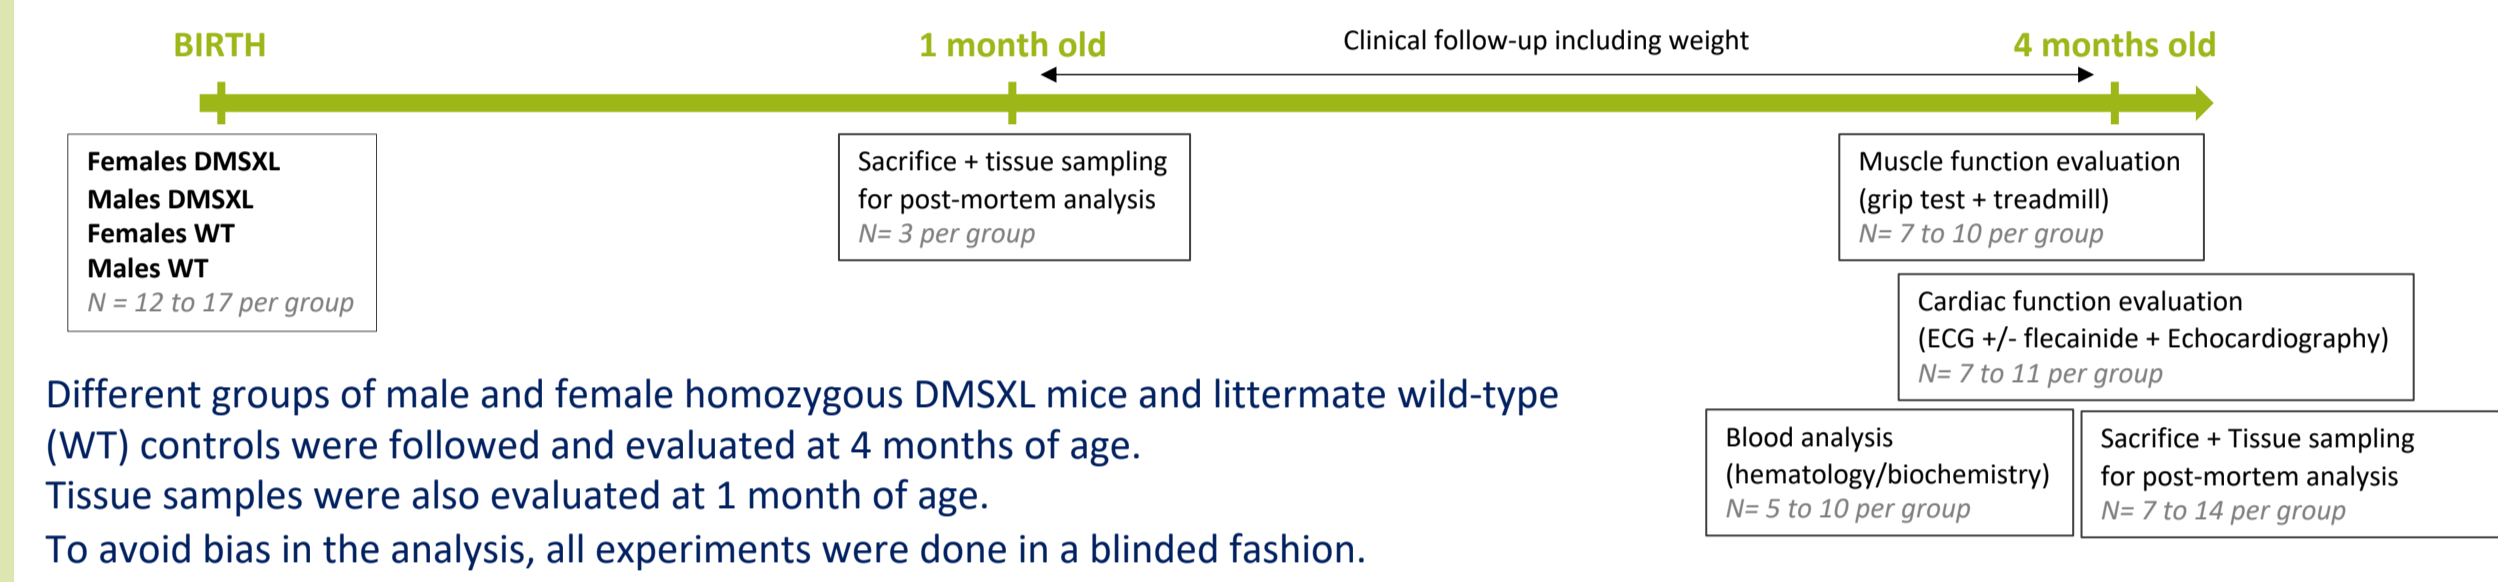 BIRTH
1 month old
Clinical follow-up including weight
4 months old
Females DMSXL
Males DMSXL
Females WT
Males WT
N = 12 to 17 per group
Sacrifice + tissue sampling
for post-mortem analysis
N= 3 per group
Muscle function evaluation
(grip test + treadmill)
N= 7 to 10 per group
Cardiac function evaluation
(ECG +/- flecainide + Echocardiography)
N= 7 to 11 per group
Blood analysis
(hematology/biochemistry)
N= 5 to 10 per group
Sacrifice + Tissue sampling
for post-mortem analysis
N= 7 to 14 per group
Different groups of male and female homozygous DMSXL mice and littermate wild-type
(WT) controls were followed and evaluated at 4 months of age.
Tissue samples were also evaluated at 1 month of age.
To avoid bias in the analysis, all experiments were done in a blinded fashion.